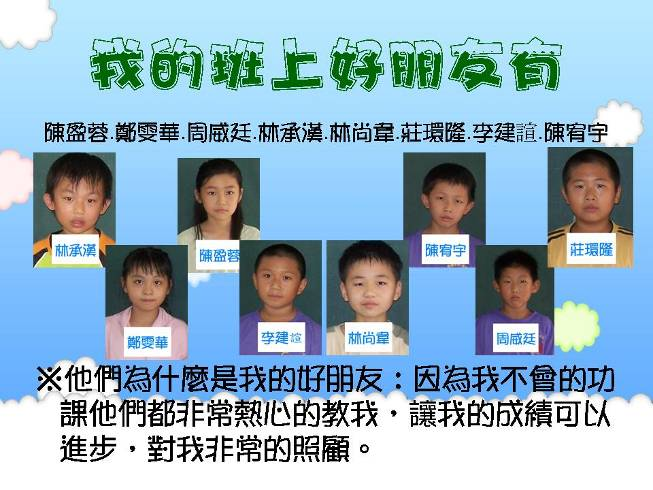 我的班上好朋友有
陳盈蓉.鄭雯華.周威廷.林承漢.林尚韋.莊環隆.李建諠.陳宥宇
林承漢
陳盈蓉
陳宥宇
莊環隆
鄭雯華
李建諠
林尚韋
周威廷
※他們為什麼是我的好朋友：因為我不會的功
課他們都非常熱心的教我，讓我的成績可以
進步，對我非常的照顧。